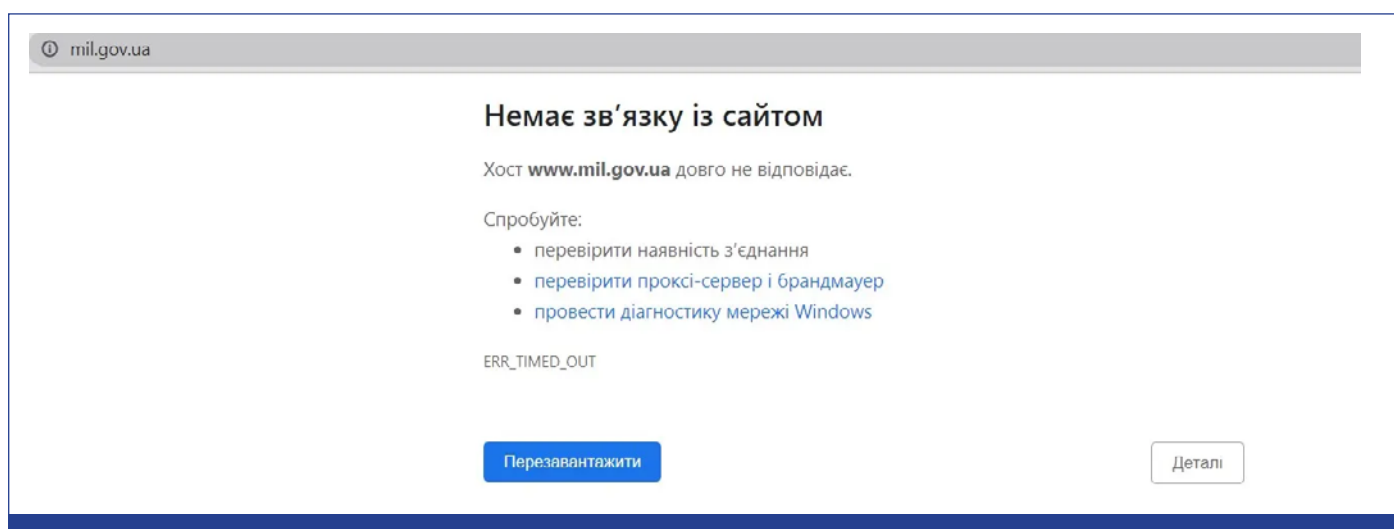 mil.gov.ua
Немає зв’язку із сайтом
Хост www.mil.gov.ua довго не відповідає.
Спробуйте:
• перевірити наявність з’єднання
• перевірити проксі-сервер і брандмауер
• провести діагностику мережі Windows
ERR_TIMED_OUT
Перезавантажити
Деталі